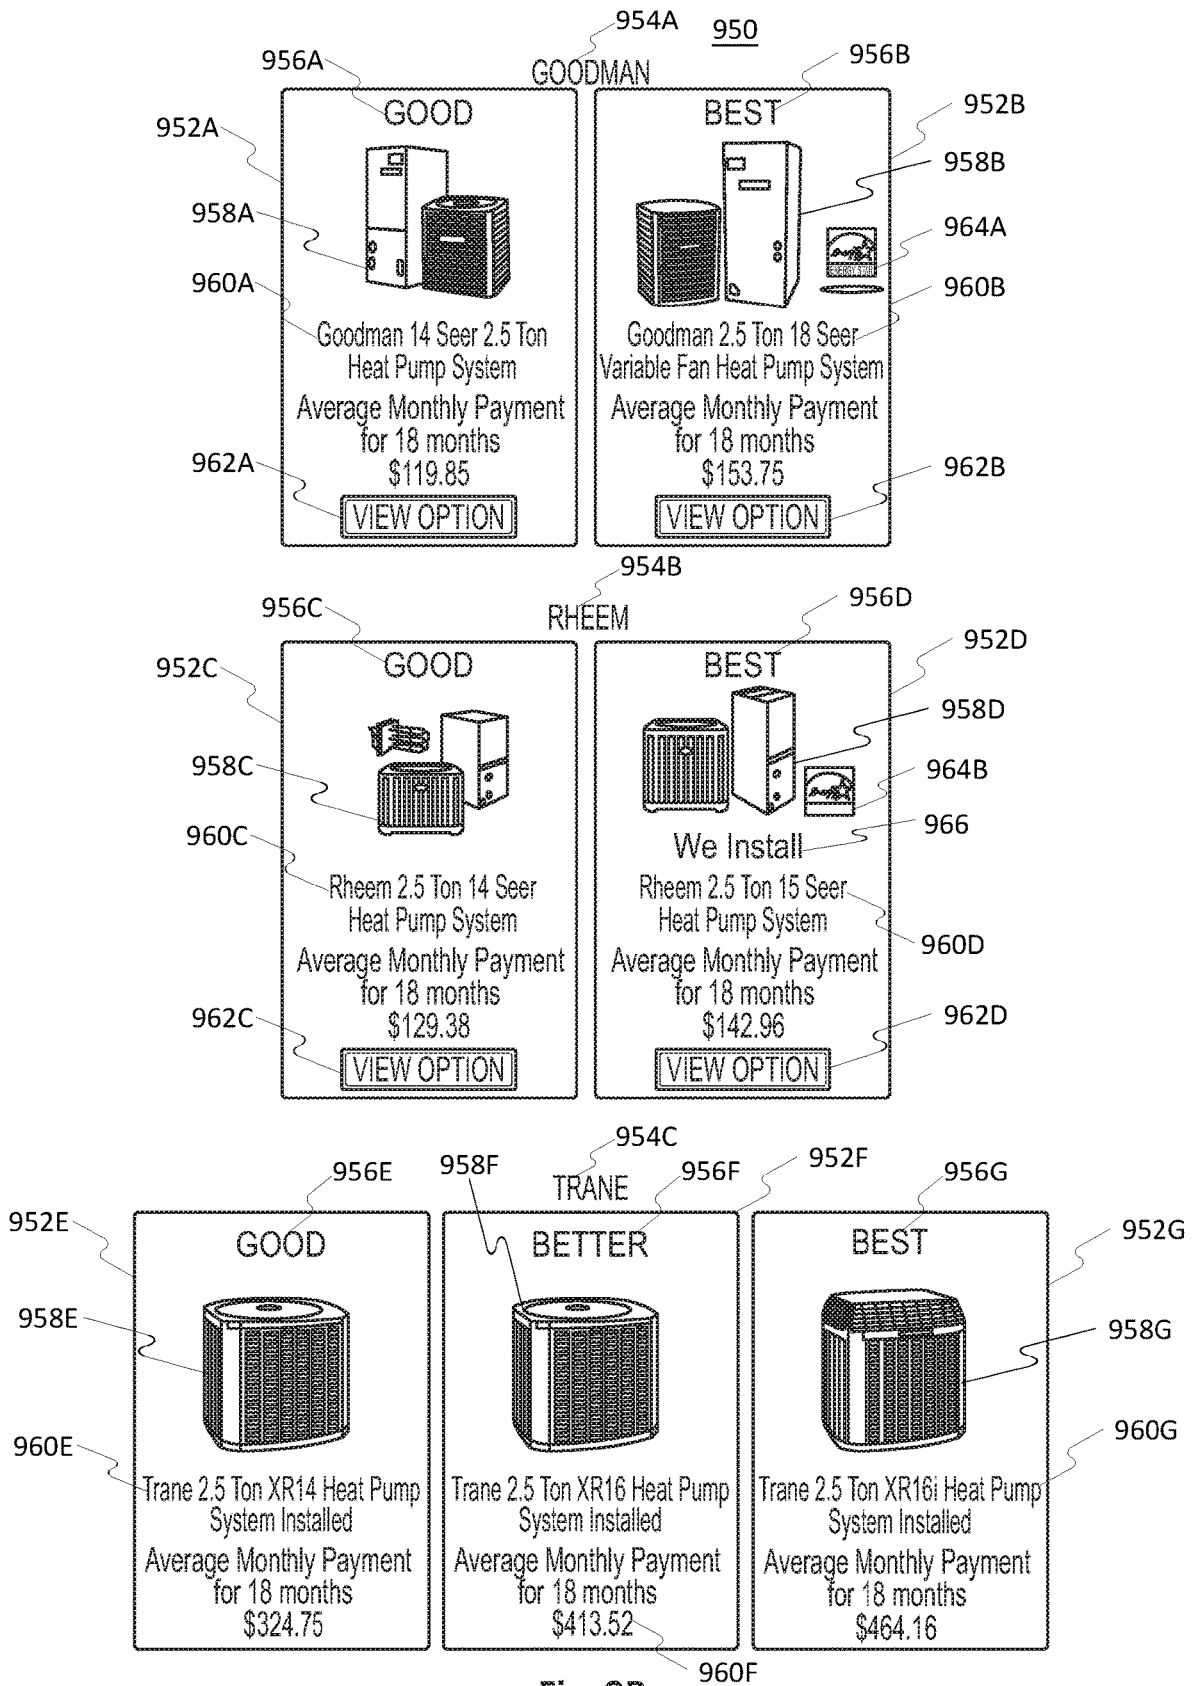 954A
950
956A
956B
GOODMAN
GOOD
BEST
952A
952B
958B
958A
964A
960A
960B
Goodman 14 Seer 2.5 Ton
Heat Pump System
Average Monthly Payment
for 18 months
$119.85
VIEW OPTION
Goodman 2.5 Ton 18 Seer
Variable Fan Heat Pump System
Average Monthly Payment
for 18 months
$153.75
VIEW OPTION
962A
962B
954B
956C
956D
RHEEM
GOOD
BEST
952C
952D
958D
958C
964B
966
We Install
960C
Rheem 2.5 Ton 14 Seer
Heat Pump System
Average Monthly Payment
for 18 months
$129.38
VIEW OPTION
Rheem 2.5 Ton 15 Seer
Heat Pump System
960D
Average Monthly Payment
for 18 months
$142.96
VIEW OPTION
962C
962D
954C
956E
958F
956F
952F
956G
TRANE
952E
952G
GOOD
BETTER
BEST
958E
958G
960E
960G
Trane 2.5 Ton XR14 Heat Pump
System Installed
Average Monthly Payment
for 18 months
$324.75
Trane 2.5 Ton XR16 Heat Pump
System Installed
Average Monthly Payment
for 18 months
$413.52
Trane 2.5 Ton XR16i Heat Pump
System Installed
Average Monthly Payment
for 18 months
$464.16
960F